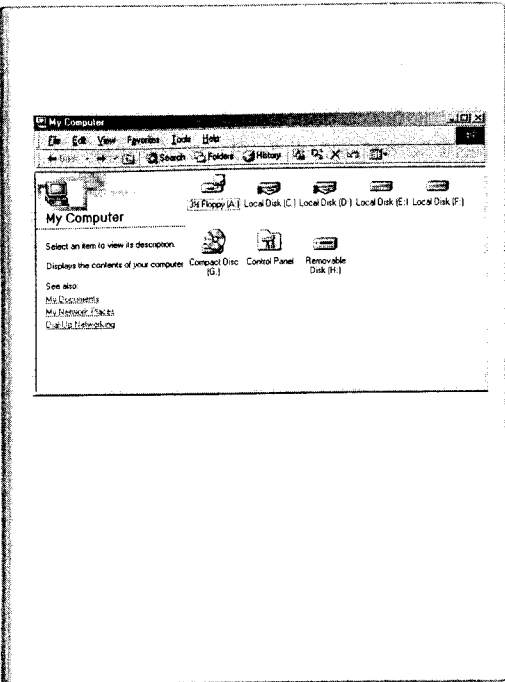 My Computer
File Edit View Favorites Tools Help
Search Folders History
My Computer
Select an item to view its description.
Displays the contents of your computer
See also:
My Documents
My Network Places
Dial-Up Networking
3½ Floppy (A:) Local Disk (C:) Local Disk (D:) Local Disk (E:) Local Disk (F:)
Compact Disc (G:) Control Panel Removable Disk (H:)